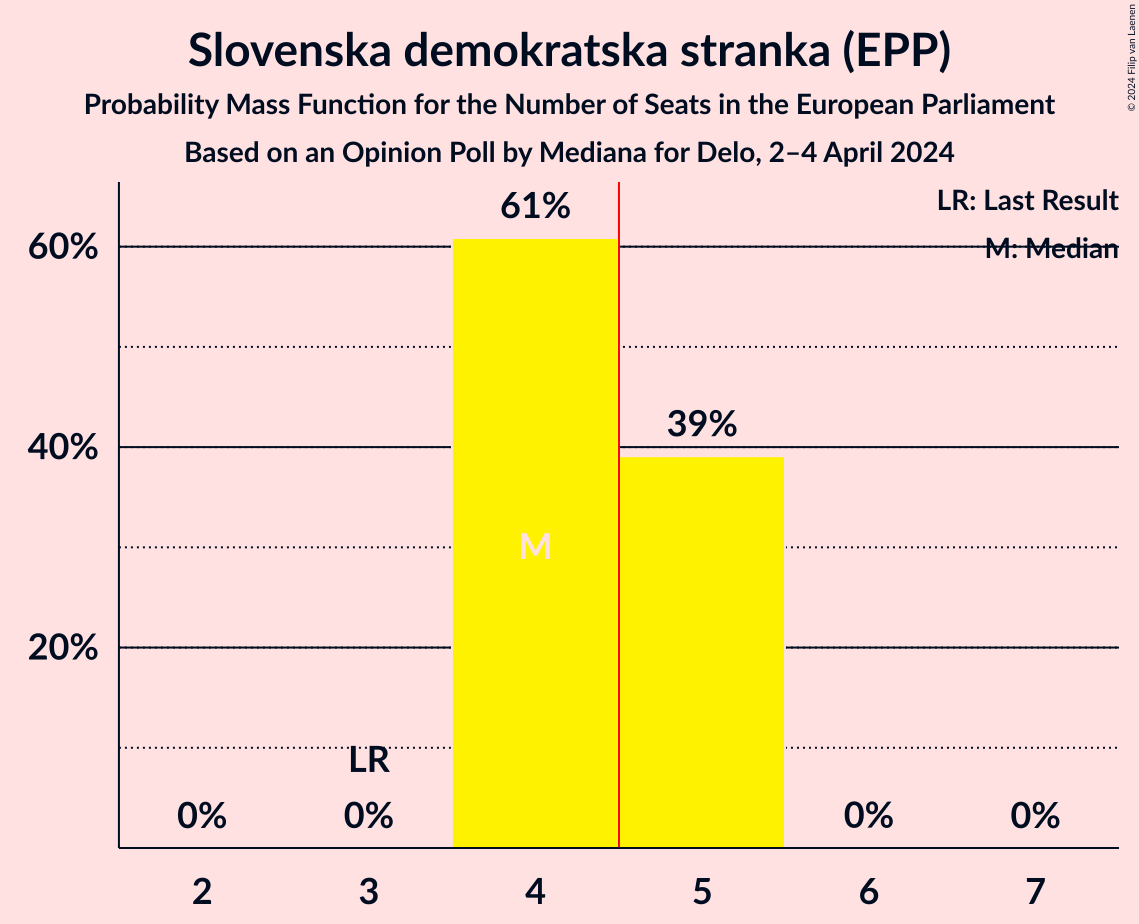 Slovenska demokratska stranka (EPP)
Probability Mass Function for the Number of Seats in the European Parliament
Based on an Opinion Poll by Mediana for Delo, 2–4 April 2024
© 2024 Filip van Laenen
LR: Last Result
M: Median
61%
60%
39%
40%
M
20%
LR
0%
0%
0%
0%
2
3
4
5
6
7